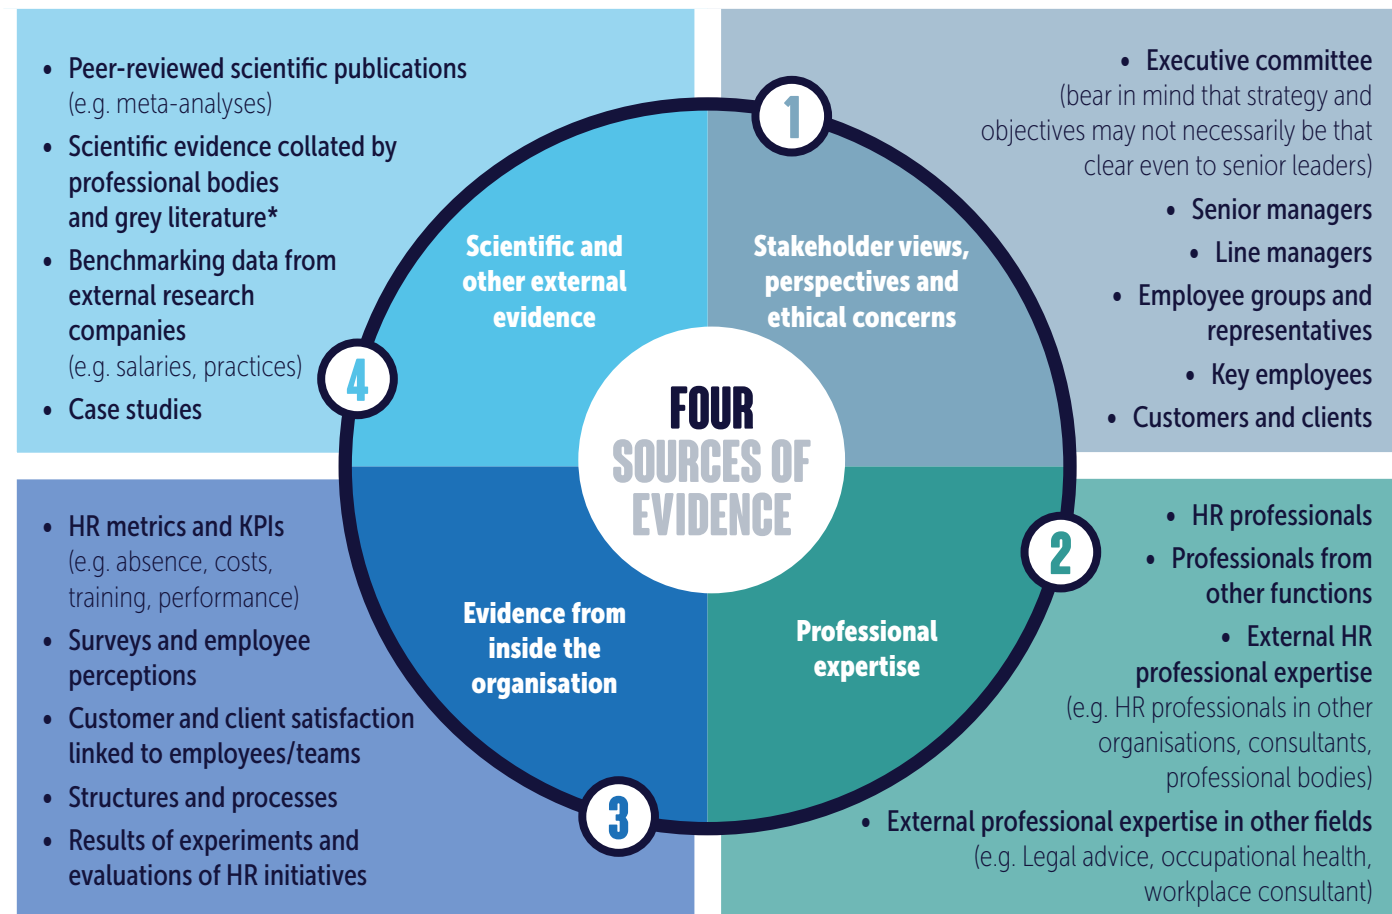 • Peer-reviewed scientific publications
(e.g. meta-analyses)
• Scientific evidence collated by
professional bodies
and grey literature*
• Benchmarking data from
external research
companies
(e.g. salaries, practices)
• Case studies
• Executive committee
(bear in mind that strategy and
objectives may not necessarily be that
clear even to senior leaders)
• Senior managers
• Line managers
• Employee groups and
representatives
• Key employees
• Customers and clients
4
Scientific and
other external
evidence
1
Stakeholder views,
perspectives and
ethical concerns
FOUR
SOURCES OF
EVIDENCE
3
Evidence from
inside the
organisation
2
Professional
expertise
• HR metrics and KPIs
(e.g. absence, costs,
training, performance)
• Surveys and employee
perceptions
• Customer and client satisfaction
linked to employees/teams
• Structures and processes
• Results of experiments and
evaluations of HR initiatives
• HR professionals
• Professionals from
other functions
• External HR
professional expertise
(e.g. HR professionals in other
organisations, consultants,
professional bodies)
• External professional expertise in other fields
(e.g. Legal advice, occupational health,
workplace consultant)